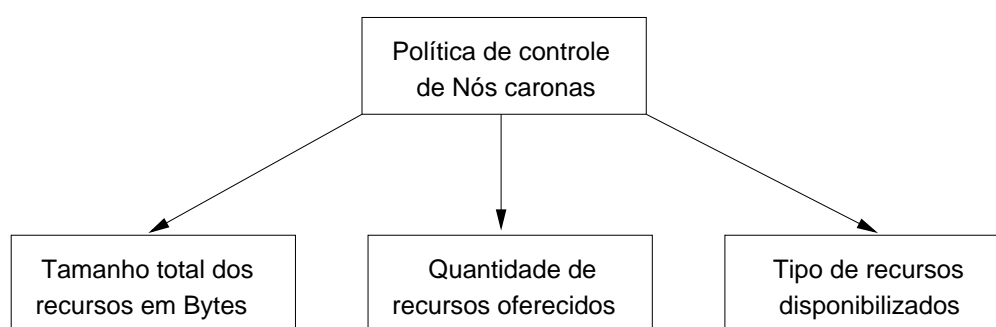 Política de controle
de Nós caronas
Tamanho total dos
recursos em Bytes
Quantidade de
recursos oferecidos
Tipo de recursos
disponibilizados